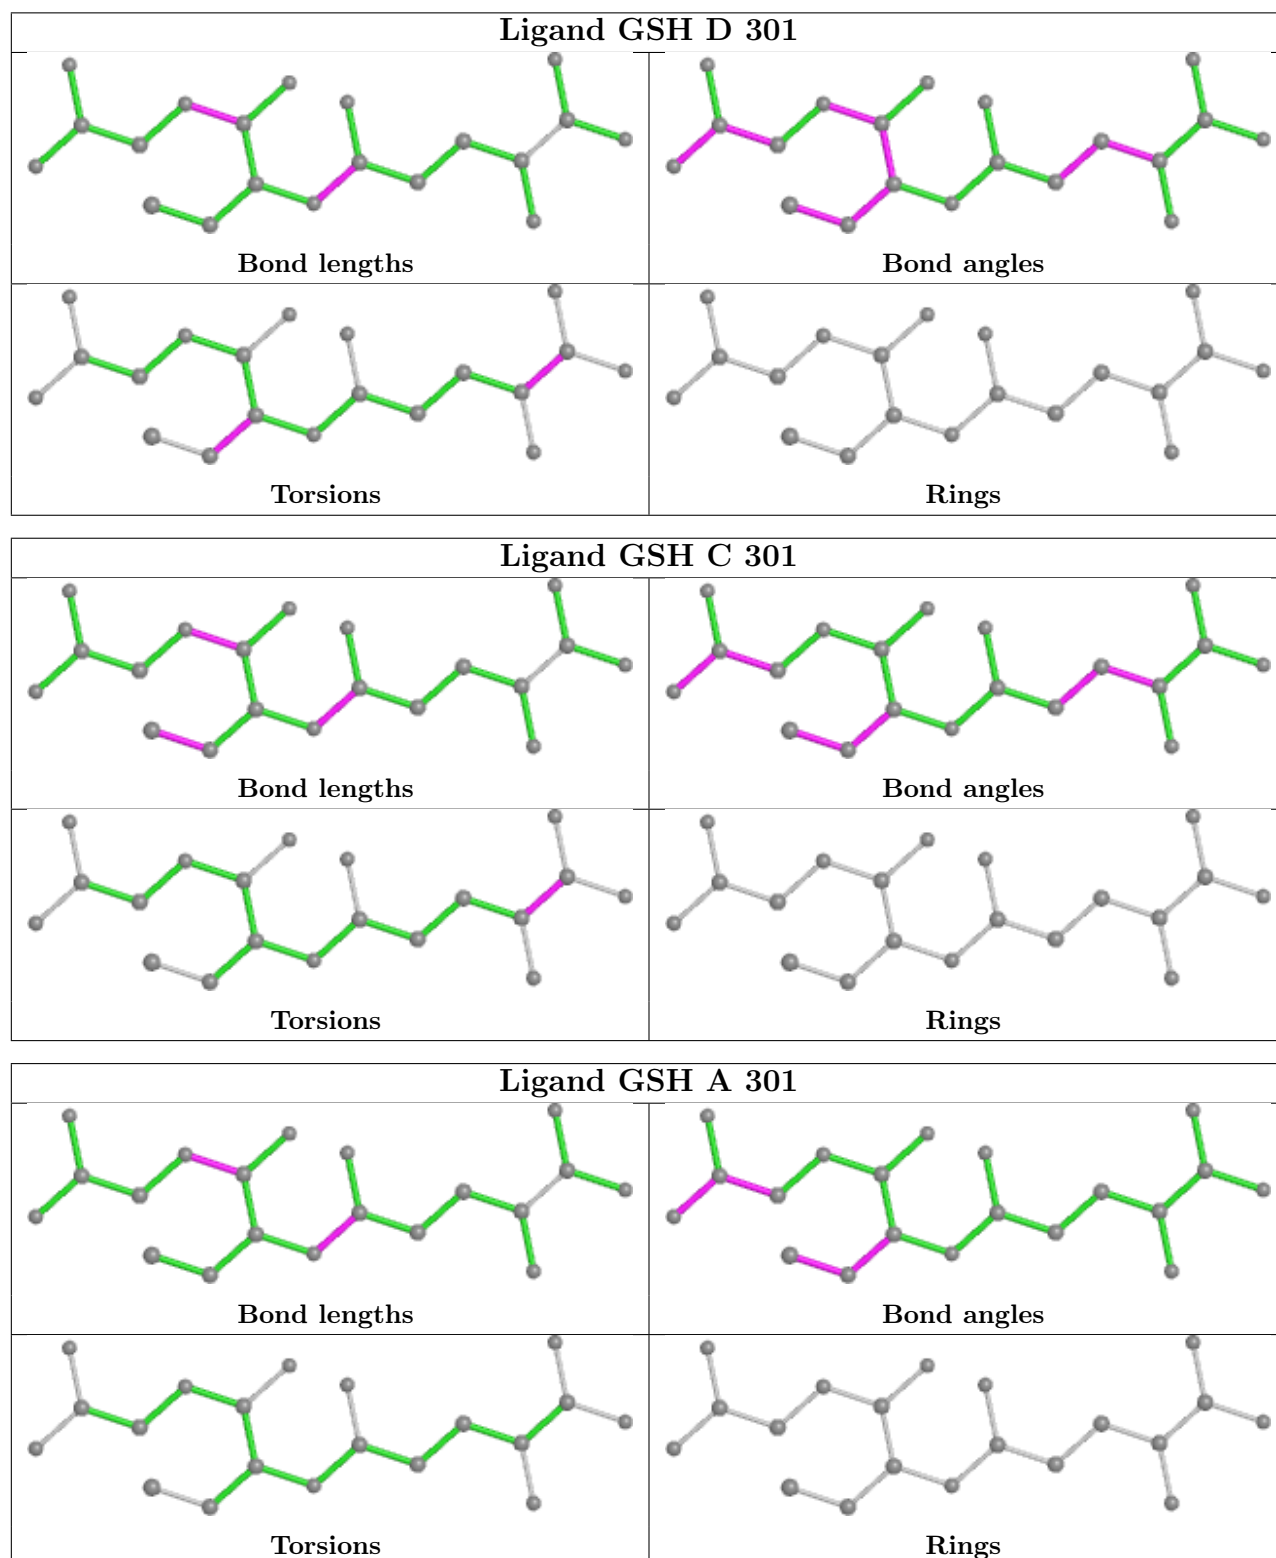 Ligand GSH D 301
Bond lengths
Bond angles
Torsions
Rings
Ligand GSH C 301
Bond lengths
Bond angles
Torsions
Rings
Ligand GSH A 301
Bond lengths
Bond angles
Torsions
Rings